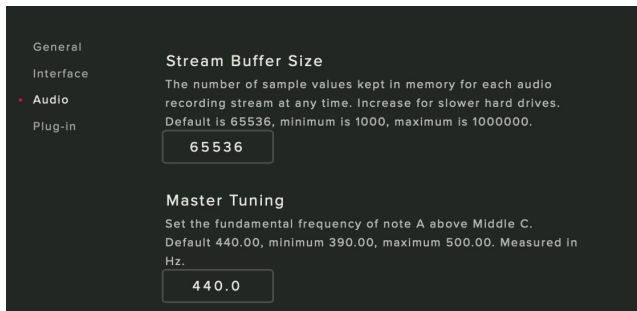 General
Interface
Audio
Plug-in
Stream Buffer Size
The number of sample values kept in memory for each audio
recording stream at any time. Increase for slower hard drives.
Default is 65536, minimum is 1000, maximum is 1000000.
65536
Master Tuning
Set the fundamental frequency of note A above Middle C.
Default 440.00, minimum 390.00, maximum 500.00. Measured in
Hz.
440.0